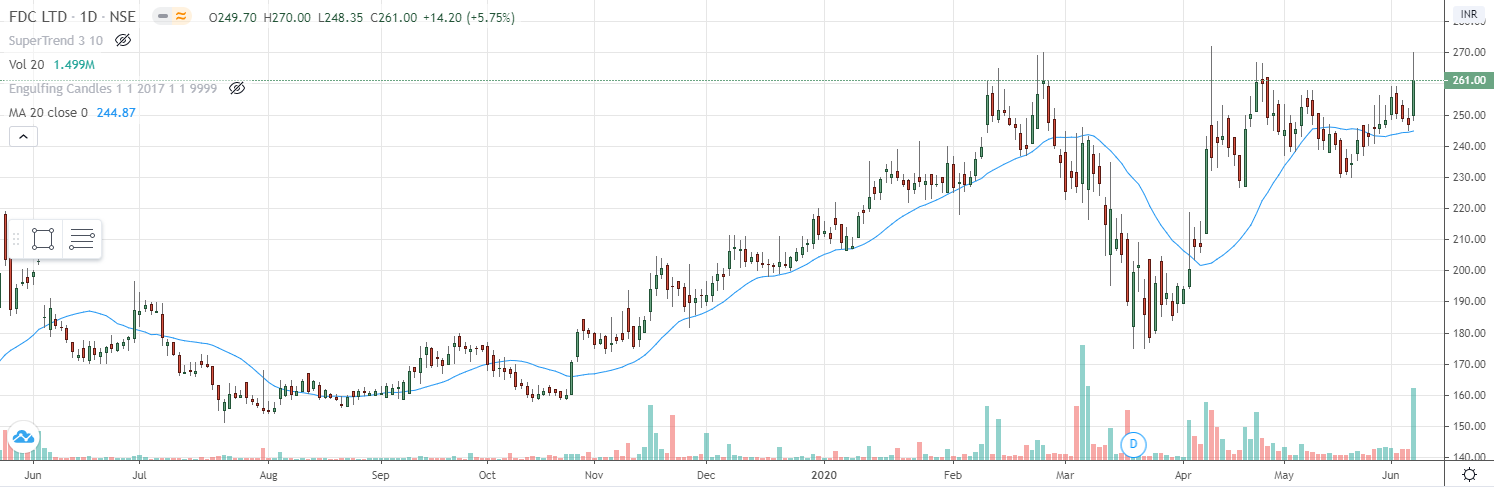 FDC LTD · 1D · NSE O249.70 H270.00 L248.35 C261.00 +14.20 (+5.75%) INR
SuperTrend 3 10
270.00
Vol 20 1.499M
261.00
Engulfing Candles 1 1 2017 1 1 9999
MA 20 close 0 244.87
250.00
240.00
230.00
220.00
210.00
200.00
190.00
180.00
170.00
160.00
150.00
D
140.00
Jun Jul Aug Sep Oct Nov Dec 2020 Feb Mar Apr May Jun